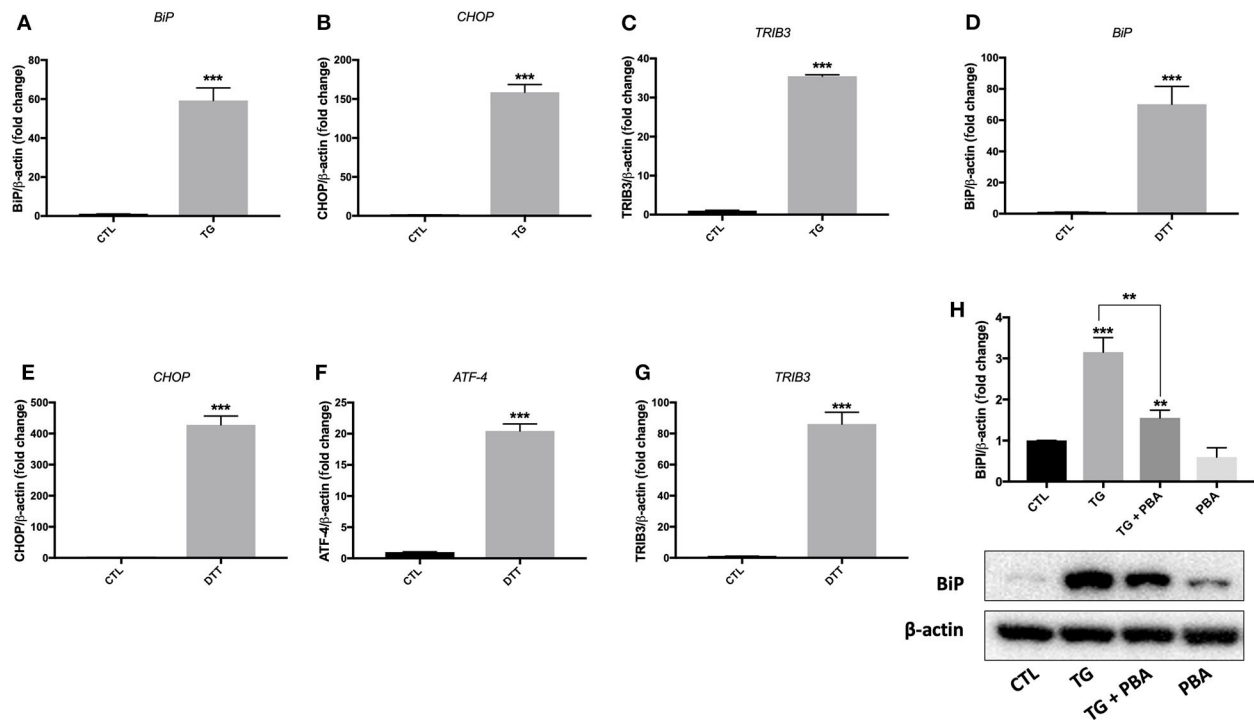 A
BiP
BiP/β-actin (fold change)
80
60
40
20
0
***
CTL
TG
B
CHOP
CHOP/β-actin (fold change)
200
150
100
50
0
***
CTL
TG
C
TRIB3
TRIB3/β-actin (fold change)
40
30
20
10
0
***
CTL
TG
D
BiP
BiP/β-actin (fold change)
100
80
60
40
20
0
***
CTL
DTT
E
CHOP
CHOP/β-actin (fold change)
500
400
300
200
100
0
***
CTL
DTT
F
ATF-4
ATF-4/β-actin (fold change)
25
20
15
10
5
0
***
CTL
DTT
G
TRIB3
TRIB3/β-actin (fold change)
100
80
60
40
20
0
***
CTL
DTT
H
BiPI/β-actin (fold change)
4
3
2
1
0
**
***
**
CTL
TG
TG + PBA
PBA
BiP
β-actin
CTL
TG
TG + PBA
PBA